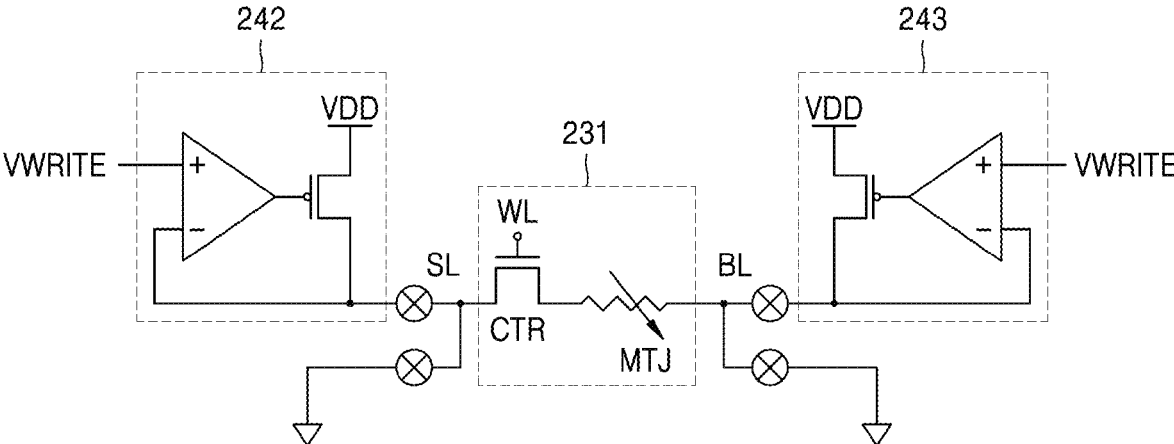 242
243
VDD
VDD
231
VWRITE
+
+
VWRITE
WL
−
−
SL
BL
CTR
MTJ